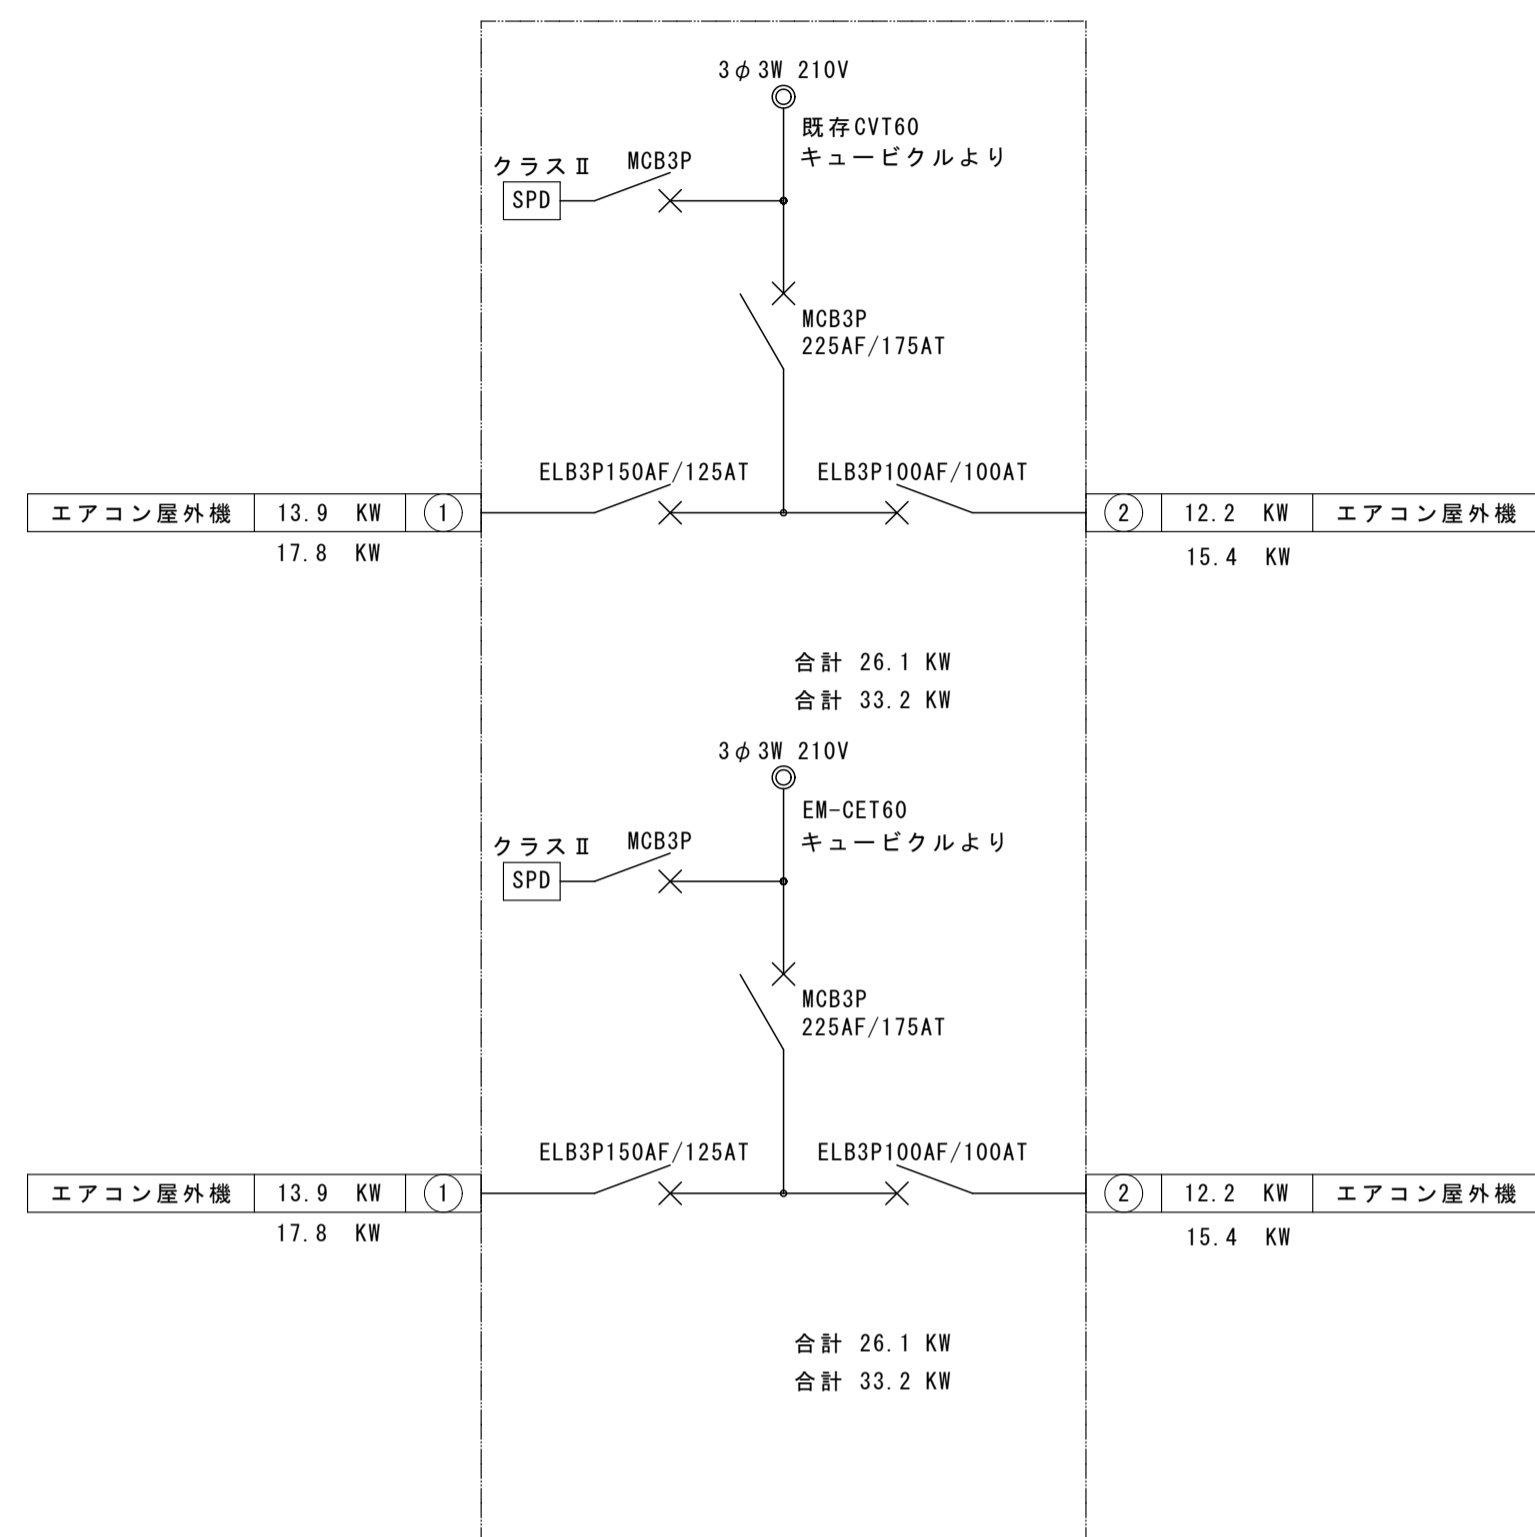 3φ3W 210V
既存CVT60
キュービクルより
クラスⅡ
MCB3P
SPD
MCB3P
225AF/175AT
ELB3P150AF/125AT
ELB3P100AF/100AT
エアコン屋外機 13.9 KW 1
2 12.2 KW エアコン屋外機
17.8 KW
15.4 KW
合計 26.1 KW
合計 33.2 KW
3φ3W 210V
EM-CET60
キュービクルより
クラスⅡ
MCB3P
SPD
MCB3P
225AF/175AT
ELB3P150AF/125AT
ELB3P100AF/100AT
エアコン屋外機 13.9 KW 1
2 12.2 KW エアコン屋外機
17.8 KW
15.4 KW
合計 26.1 KW
合計 33.2 KW